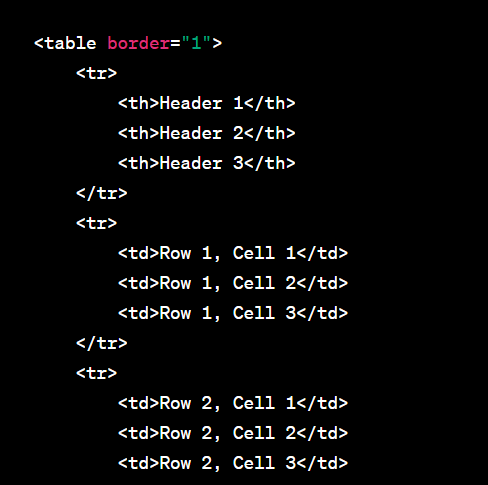 <table border="1">
<tr>
<th>Header 1</th>
<th>Header 2</th>
<th>Header 3</th>
</tr>
<tr>
<td>Row 1, Cell 1</td>
<td>Row 1, Cell 2</td>
<td>Row 1, Cell 3</td>
</tr>
<tr>
<td>Row 2, Cell 1</td>
<td>Row 2, Cell 2</td>
<td>Row 2, Cell 3</td>